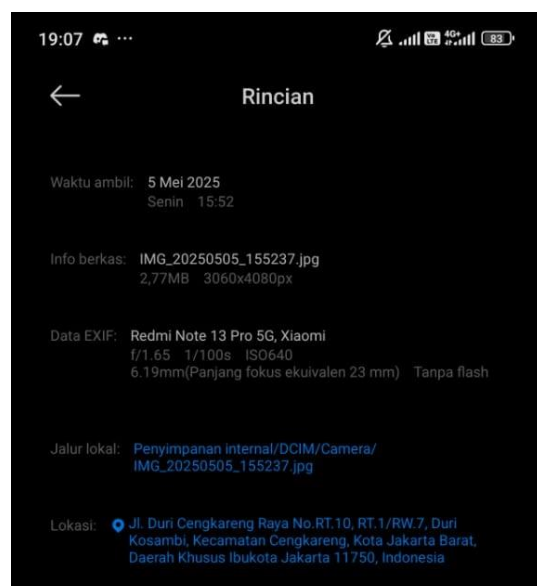 19:07 ...
Vo LTE 4G+ 83
Rincian
Waktu ambil: 5 Mei 2025
Senin 15:52
Info berkas: IMG_20250505_155237.jpg
2,77MB 3060x4080px
Data EXIF: Redmi Note 13 Pro 5G, Xiaomi
f/1.65 1/100s ISO640
6.19mm(Panjang fokus ekuivalen 23 mm) Tanpa flash
Jalur lokal: Penyimpanan internal/DCIM/Camera/
IMG_20250505_155237.jpg
Lokasi: Jl. Duri Cengkareng Raya No.RT.10, RT.1/RW.7, Duri
Kosambi, Kecamatan Cengkareng, Kota Jakarta Barat,
Daerah Khusus Ibukota Jakarta 11750, Indonesia